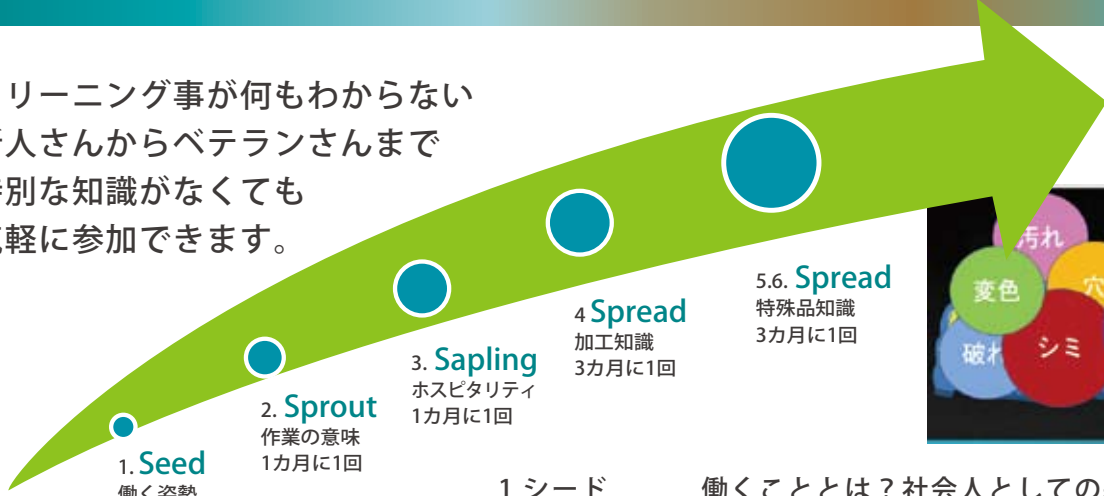 リーニング事が何もわからない
人さんからベテランさんまで
別な知識がなくても
軽に参加できます。
1. Seed
働く姿勢
2. Sprout
作業の意味
1カ月に1回
3. Sapling
ホスピタリティ
1カ月に1回
4 Spread
加工知識
3カ月に1回
5.6. Spread
特殊品知識
3カ月に1回
汚れ
変色
穴
破れ
シミ
1 シード
働くこととは？社会人としての